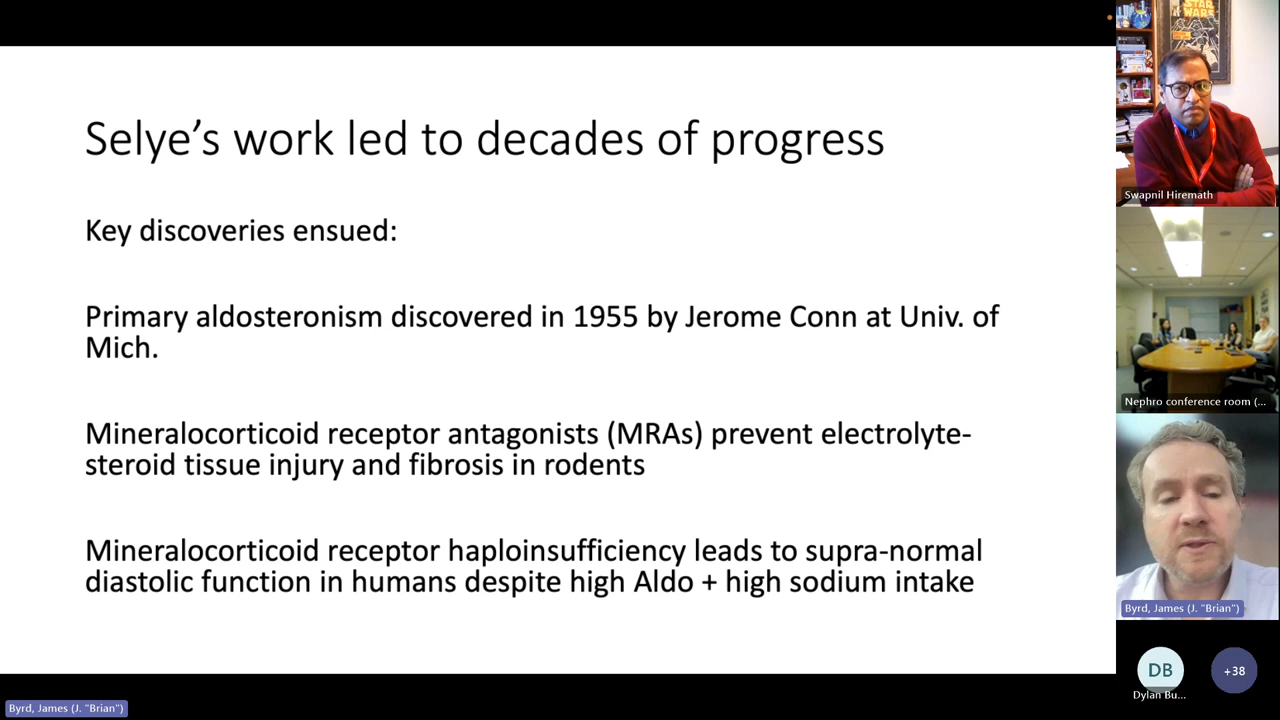 Selye's work led to decades of progress
Key discoveries ensued:
Primary aldosteronism discovered in 1955 by Jerome Conn at Univ. of
Mich.
Mineralocorticoid receptor antagonists (MRAs) prevent electrolyte-
steroid tissue injury and fibrosis in rodents
Mineralocorticoid receptor haploinsufficiency leads to supra-normal
diastolic function in humans despite high Aldo + high sodium intake
STAR
WARS
Swapnil Hiremath
Nephro conference room (...
Byrd, James (J. "Brian")
DB
+38
Dylan Bu...
Byrd, James (J. "Brian")